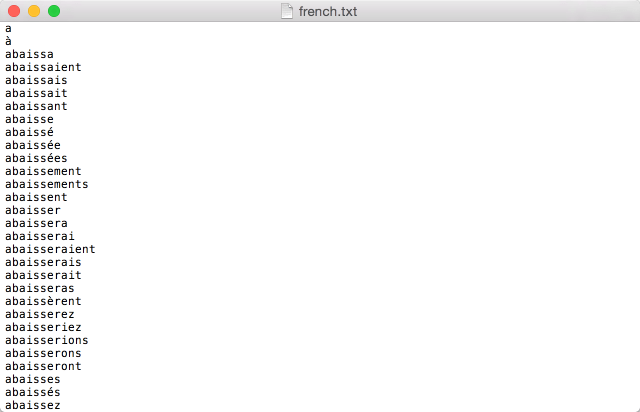 french.txt
a
à
abaissa
abaissaient
abaissais
abaissait
abaissant
abaisse
abaissé
abaissée
abaissées
abaissement
abaissements
abaissent
abaisser
abaissera
abaisserai
abaisseraient
abaisserais
abaisserait
abaisseras
abaissèrent
abaisserez
abaisseriez
abaisserions
abaisserons
abaisseront
abaisses
abaissés
abaissez